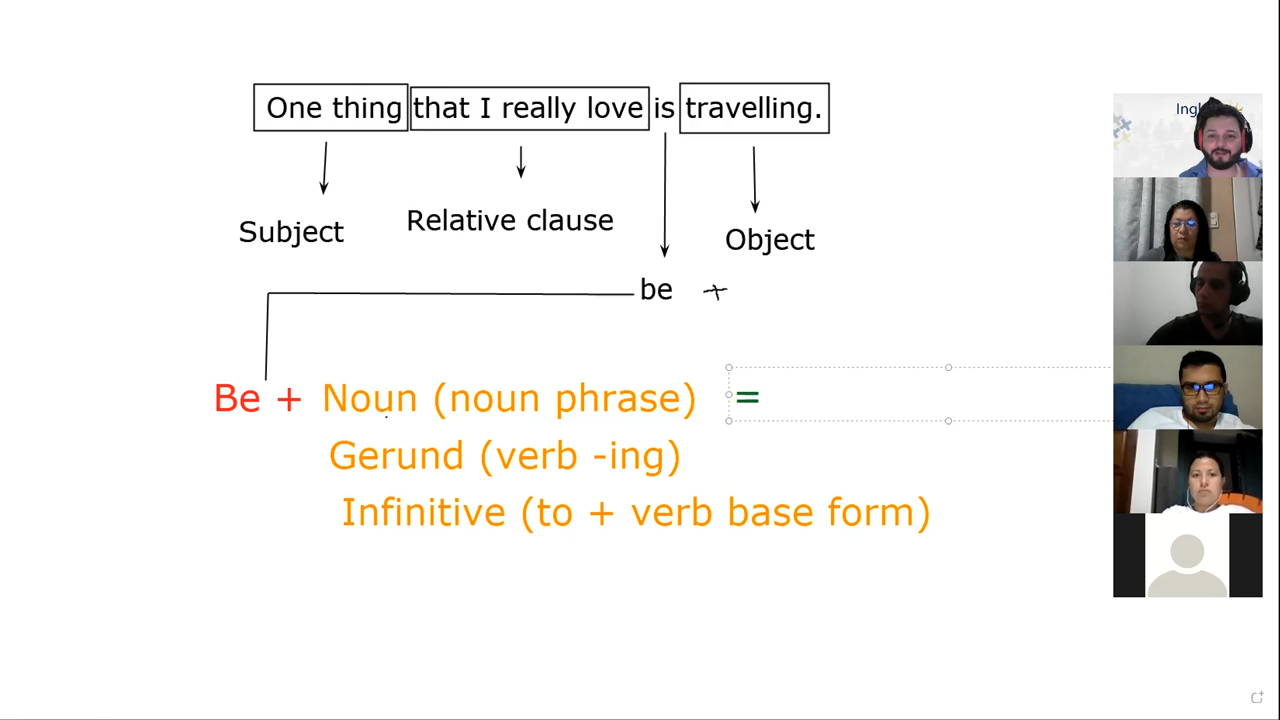 One thing that I really love is travelling.
Subject
Relative clause
Object
be +
Be + Noun (noun phrase) =
Gerund (verb -ing)
Infinitive (to + verb base form)